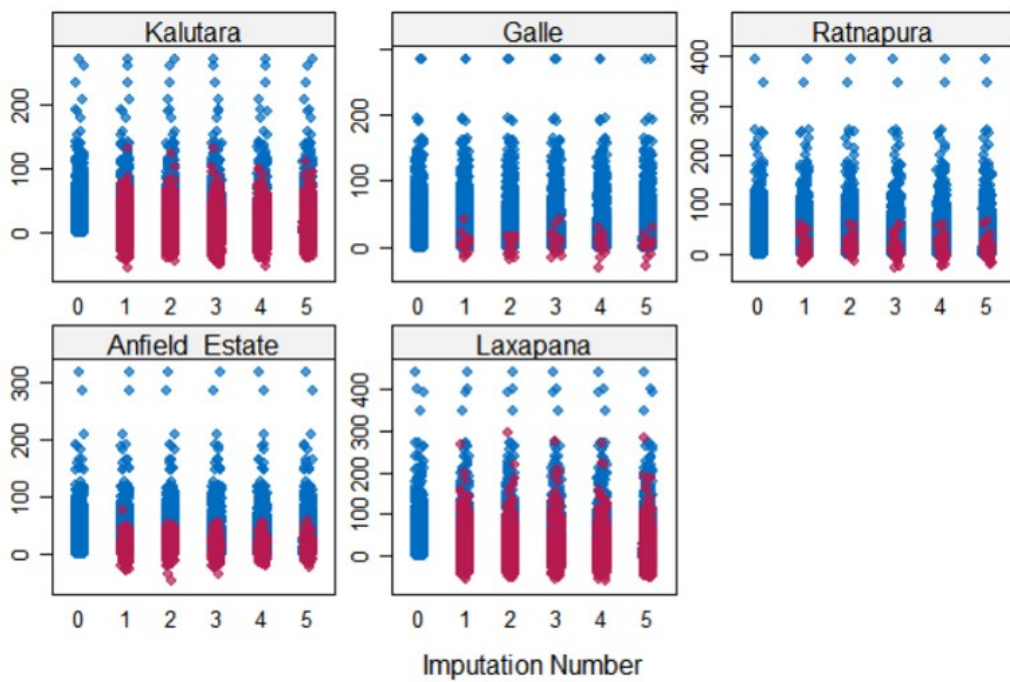 Kalutara Galle Ratnapura
200 200 400
100 100 300
0 0 200
100
0
0 1 2 3 4 5 0 1 2 3 4 5 0 1 2 3 4 5
Anfield Estate Laxapana
300 400
200 300
100 200
0 100
0
0 1 2 3 4 5 0 1 2 3 4 5
Imputation Number